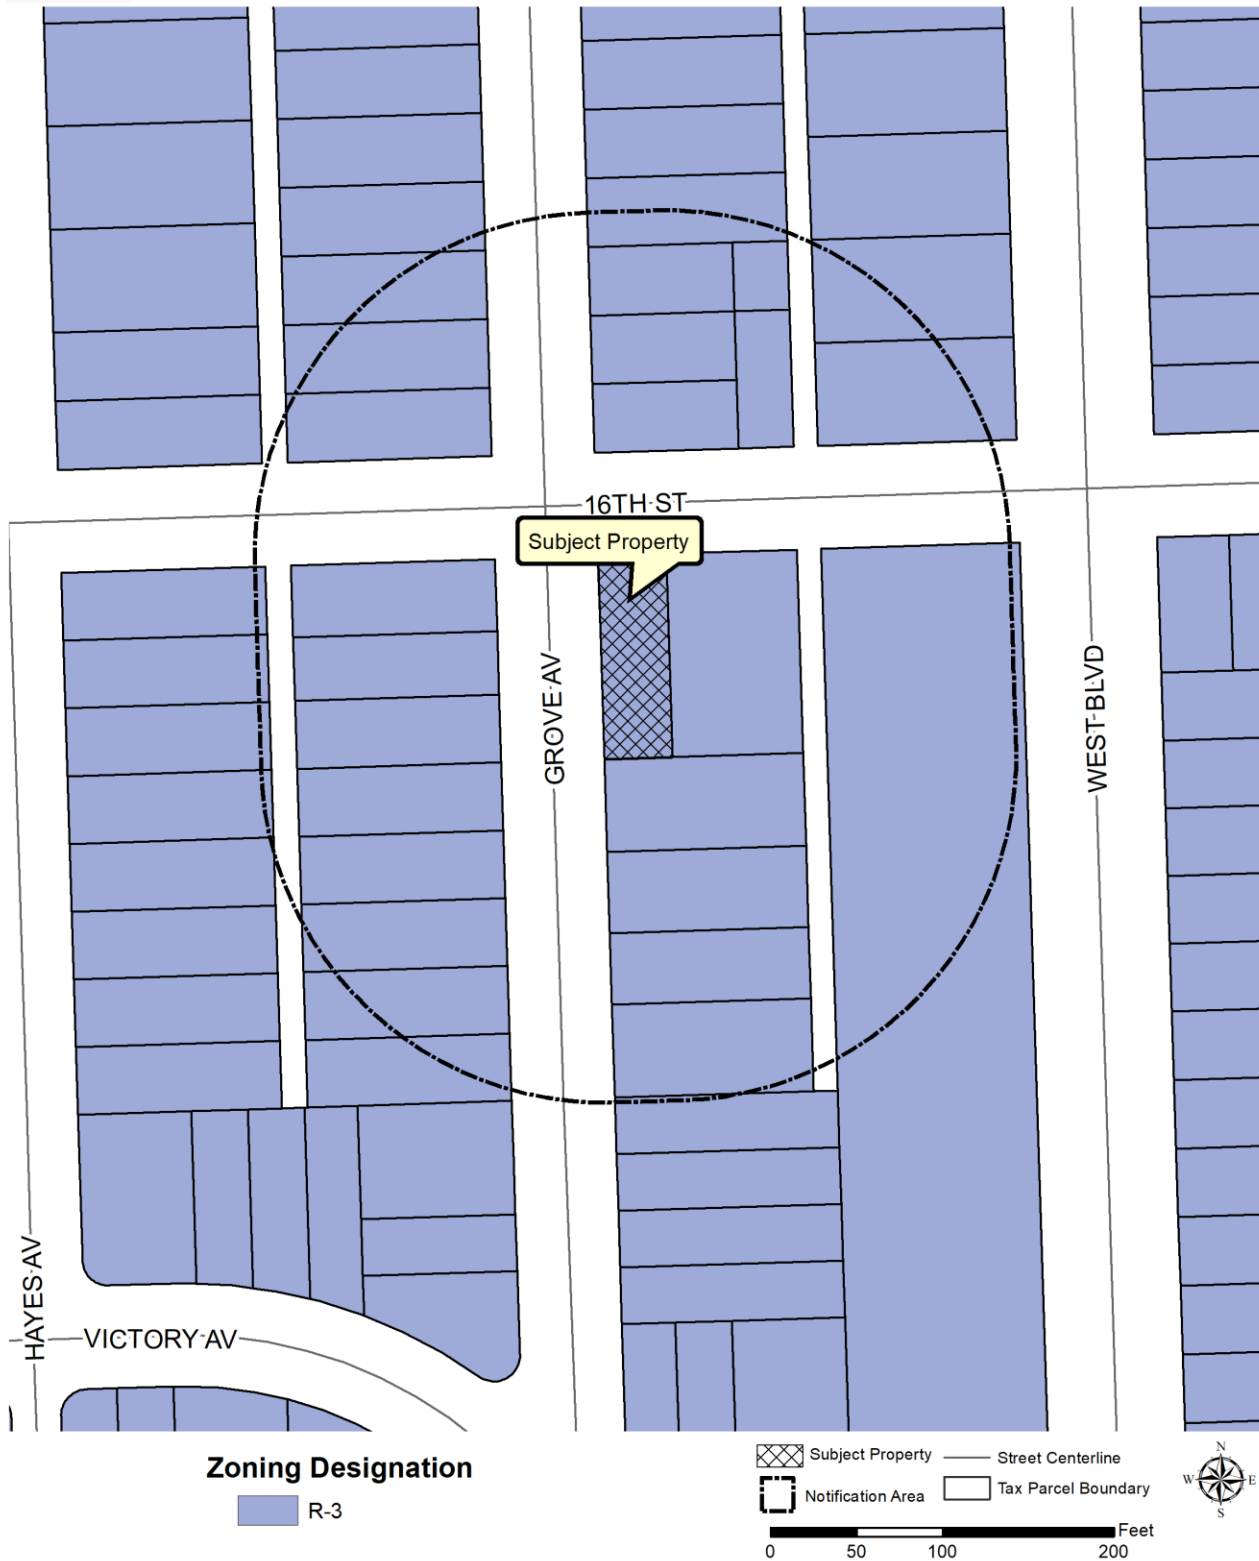 16TH ST
Subject Property
GROVE AV
WEST BLVD
HAYES AV
VICTORY AV
Zoning Designation
R-3
Subject Property
Street Centerline
Notification Area
Tax Parcel Boundary
N
W E
S
Feet
0 50 100 200